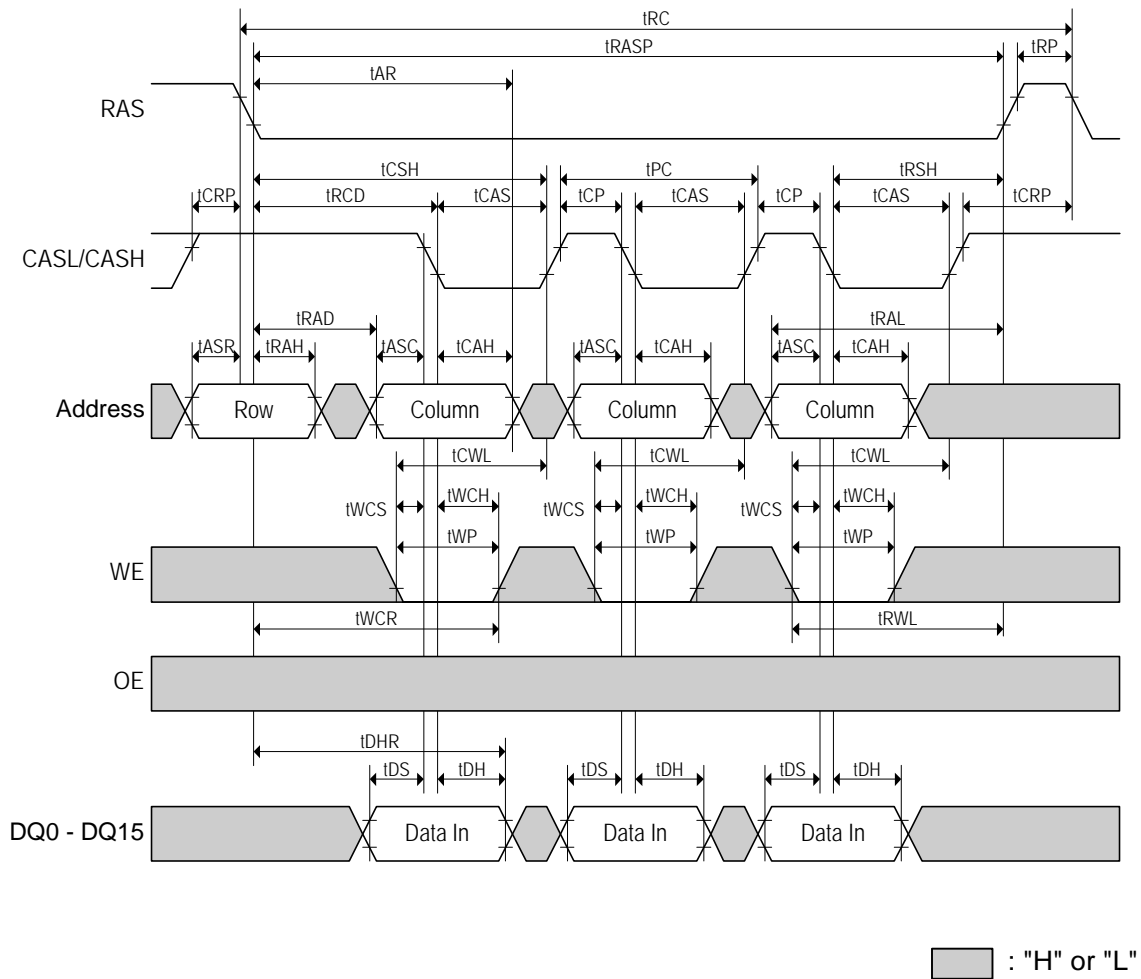 tRC
tRASP
tRP
tAR
RAS
tCSH
tPC
tRSH
tCRP
tRCD
tCAS
tCP
tCAS
tCP
tCAS
tCRP
CASL/CASH
tRAD
tRAL
tASR
tRAH
tASC
tCAH
tASC
tCAH
tASC
tCAH
Address
Row
Column
Column
Column
tCWL
tCWL
tCWL
tWCS
tWCH
tWCS
tWCH
tWCS
tWCH
tWP
tWP
tWP
WE
tWCR
tRWL
OE
tDHR
tDS
tDH
tDS
tDH
tDS
tDH
DQ0 - DQ15
Data In
Data In
Data In
: "H" or "L"